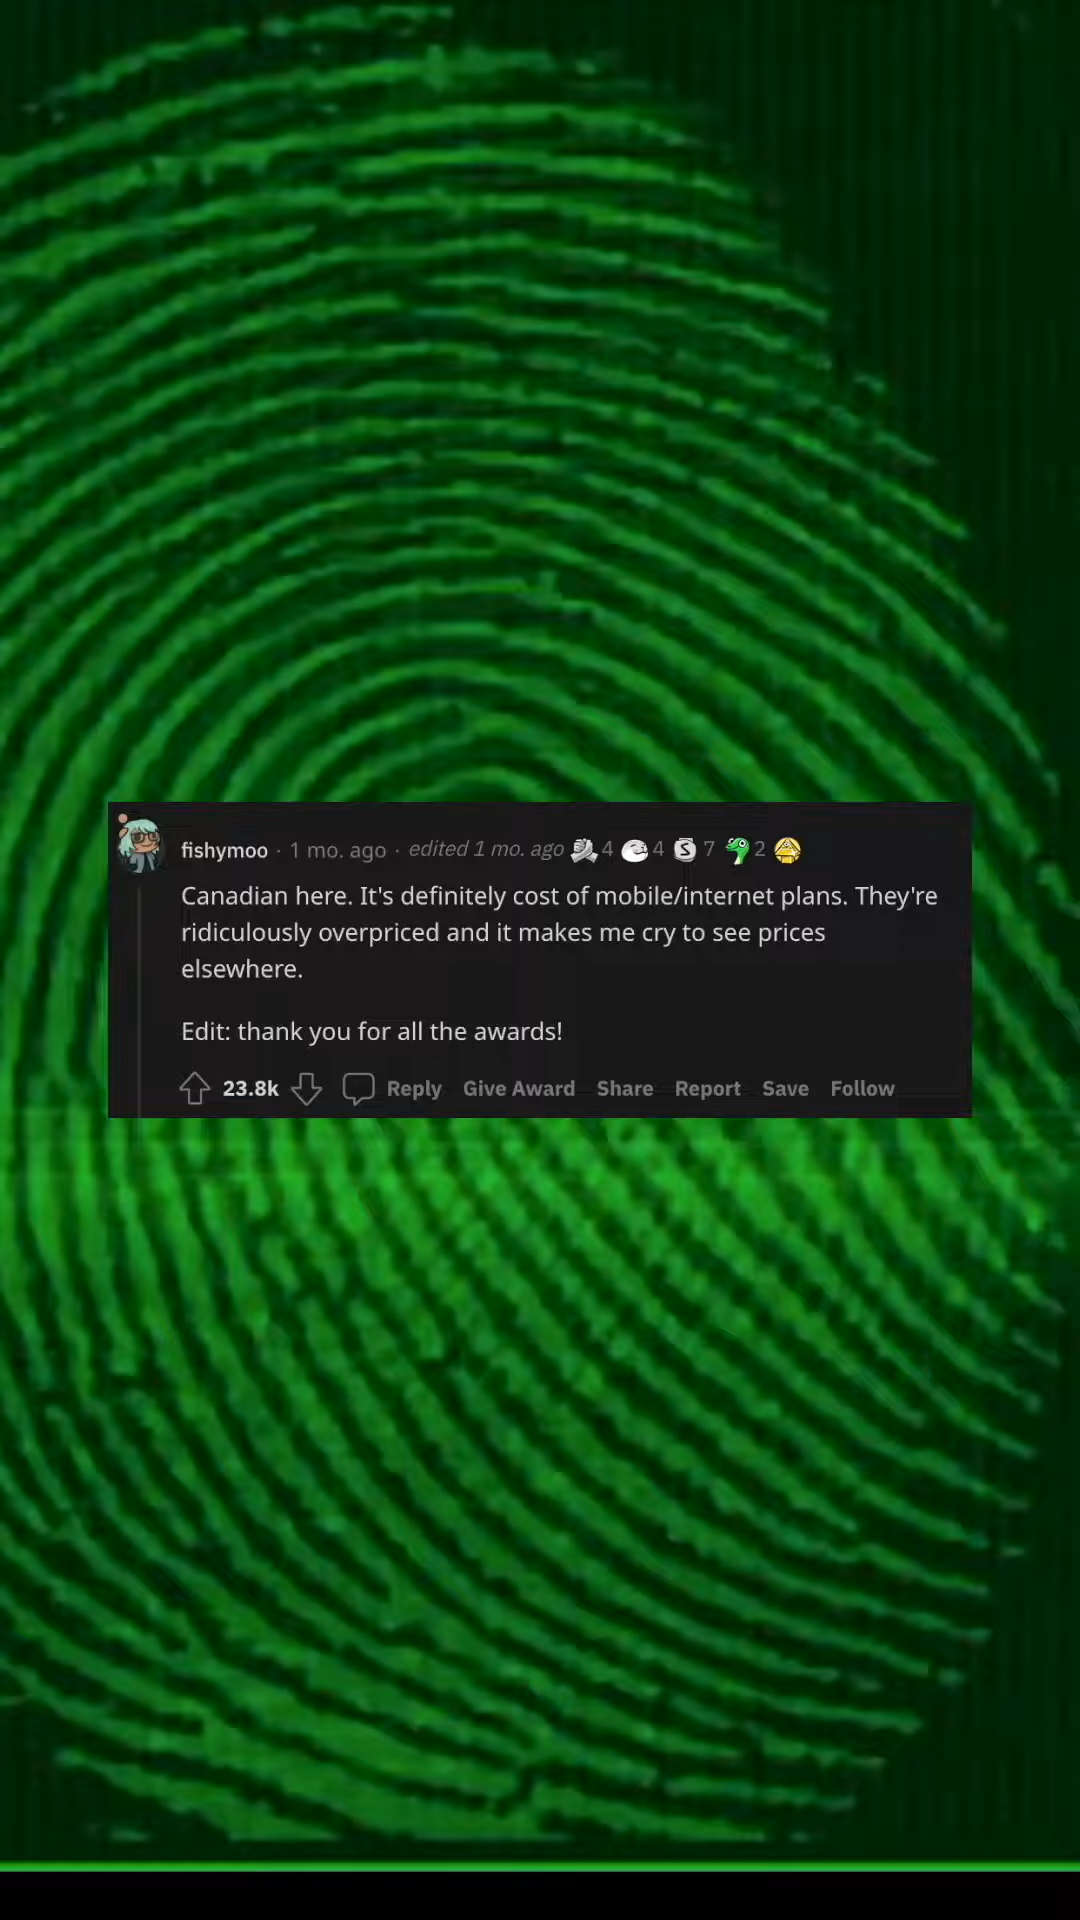 fishymoo · 1 mo. ago · edited 1 mo. ago 4 4 S 7 2
Canadian here. It's definitely cost of mobile/internet plans. They're
ridiculously overpriced and it makes me cry to see prices
elsewhere.
Edit: thank you for all the awards!
23.8k Reply Give Award Share Report Save Follow